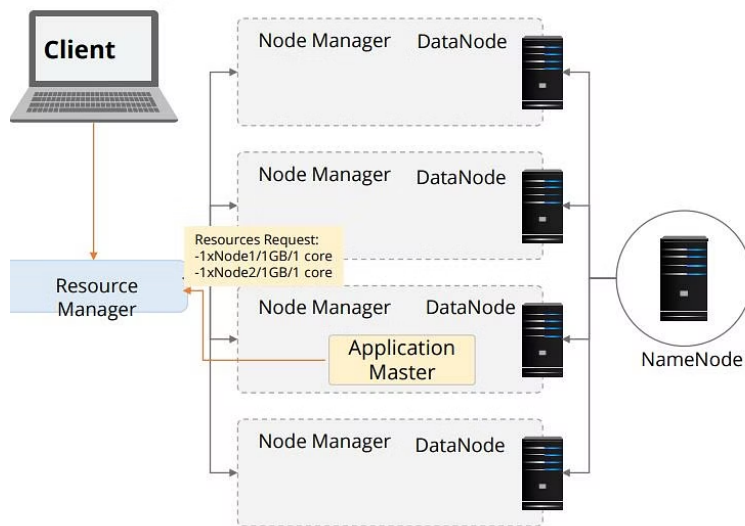 Client
Node Manager
DataNode
Node Manager
DataNode
Resources Request:
-1xNode1/1GB/1 core
-1xNode2/1GB/1 core
Resource
Manager
Node Manager
DataNode
Application
Master
NameNode
Node Manager
DataNode